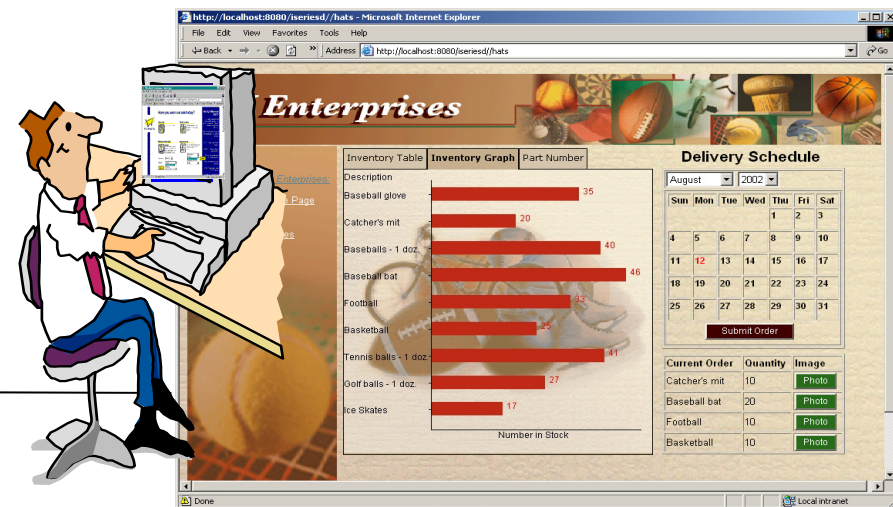 http://localhost:8080/iseriesd//hats - Microsoft Internet Explorer
File Edit View Favorites Tools Help
Back » Address http://localhost:8080/iseriesd//hats Go
Enterprises
Inventory Table Inventory Graph Part Number
Description
Baseball glove 35
Catcher's mit 20
Baseballs - 1 doz. 40
Baseball bat 46
Football 33
Basketball 25
Tennis balls - 1 doz. 41
Golf balls - 1 doz. 27
Ice Skates 17
Number in Stock
Enterprises:
Page
Delivery Schedule
August 2002
Sun Mon Tue Wed Thu Fri Sat
1 2 3
4 5 6 7 8 9 10
11 12 13 14 15 16 17
18 19 20 21 22 23 24
25 26 27 28 29 30 31
Submit Order
Current Order Quantity Image
Catcher's mit 10 Photo
Baseball bat 20 Photo
Football 10 Photo
Basketball 10 Photo
Done
Local intranet